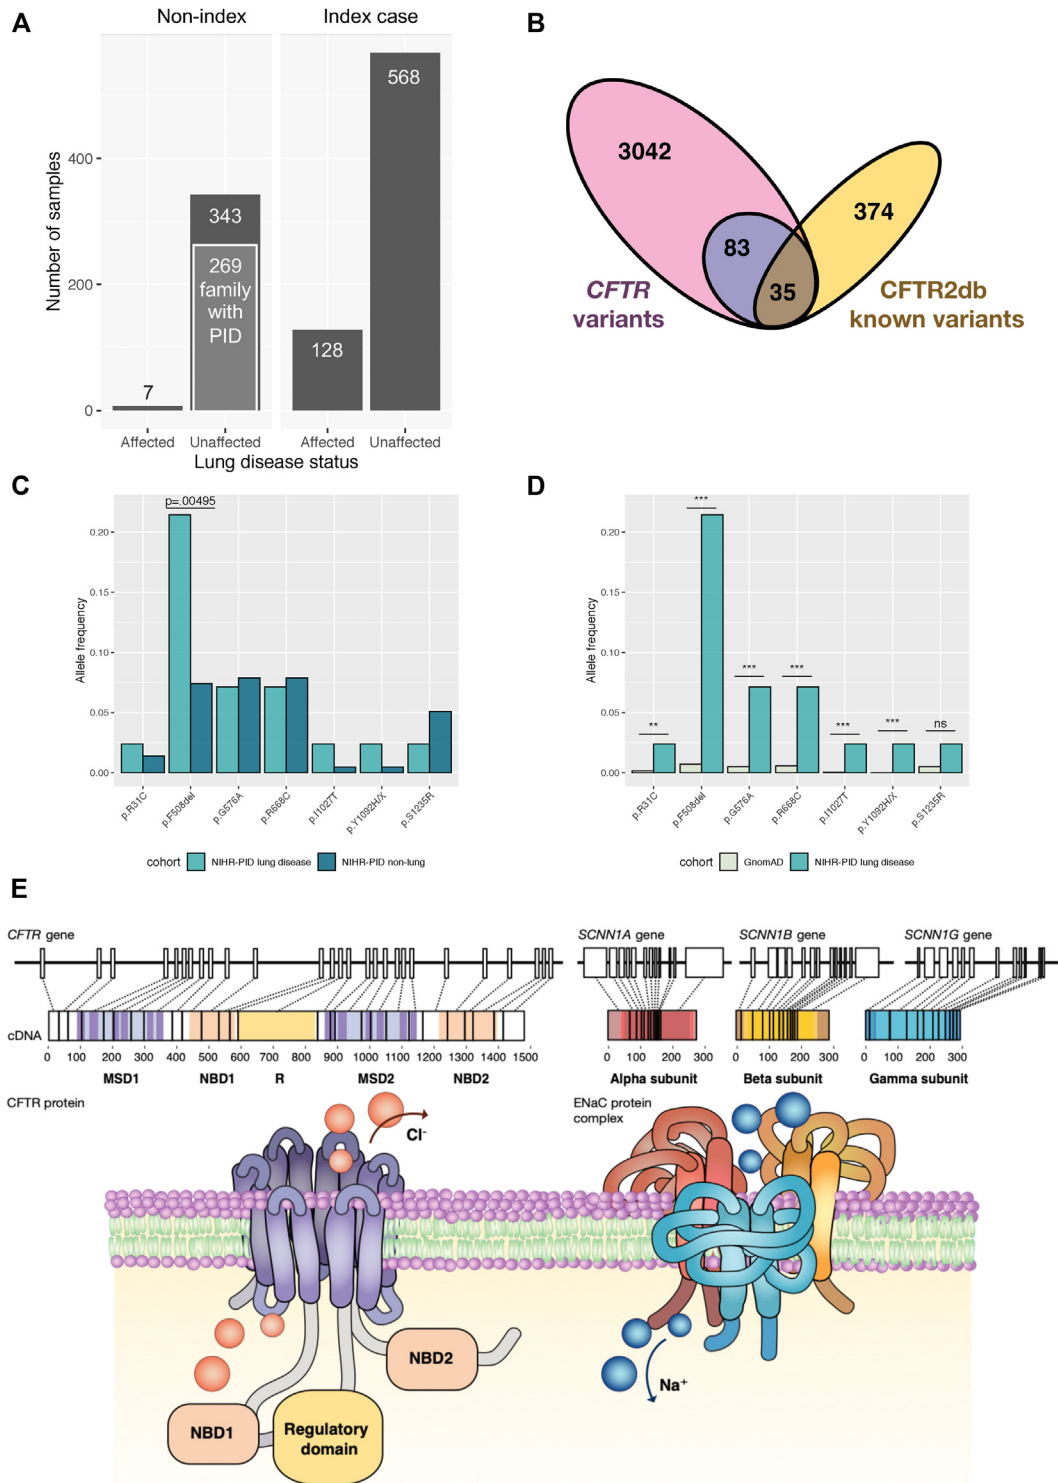 A
Non-index
Index case
Number of samples
400
200
0
7
343
269
family
with
PID
128
568
Affected
Unaffected
Affected
Unaffected
Lung disease status
B
3042
374
83
35
CFTR
variants
CFTR2db
known variants
C
p=.00495
Allele frequency
0.20
0.15
0.10
0.05
0.00
p.R31C
p.F508del
p.G576A
p.R668C
p.I1027T
p.Y1092H/X
p.S1235R
cohort NIHR-PID lung disease NIHR-PID non-lung
D
Allele frequency
0.20
0.15
0.10
0.05
0.00
**
***
***
***
***
***
ns
p.R31C
p.F508del
p.G576A
p.R668C
p.I1027T
p.Y1092H/X
p.S1235R
cohort GnomAD NIHR-PID lung disease
E
CFTR gene
SCNN1A gene
SCNN1B gene
SCNN1G gene
cDNA
0 100 200 300 400 500 600 700 800 900 1000 1100 1200 1300 1400 1500
0 100 200 300
0 100 200 300
0 100 200 300
MSD1 NBD1 R MSD2 NBD2
Alpha subunit
Beta subunit
Gamma subunit
CFTR protein
ENaC protein
complex
Cl-
Na+
NBD2
NBD1
Regulatory
domain